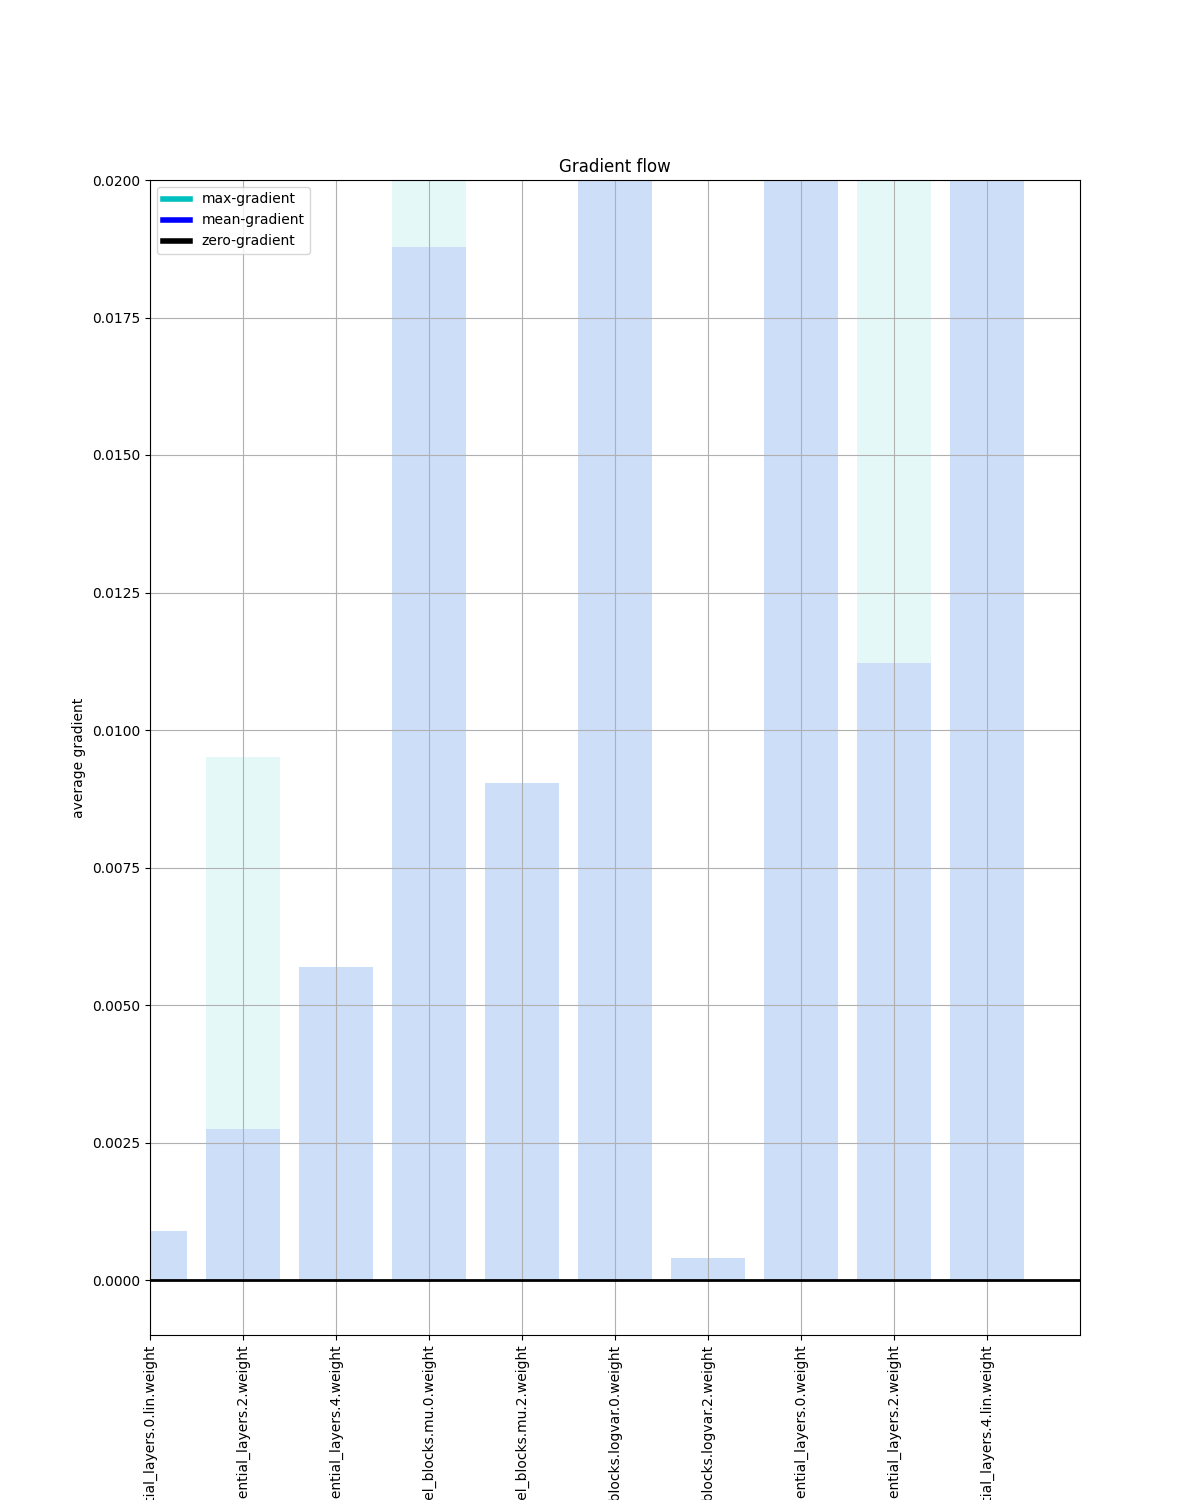 Gradient flow
max-gradient
mean-gradient
zero-gradient
0.0200
0.0175
0.0150
0.0125
0.0100
0.0075
0.0050
0.0025
0.0000
average gradient
tial_layers.0.lin.weight
ential_layers.2.weight
ential_layers.4.weight
el_blocks.mu.0.weight
el_blocks.mu.2.weight
blocks.logvar.0.weight
blocks.logvar.2.weight
ential_layers.0.weight
ential_layers.2.weight
tial_layers.4.lin.weight